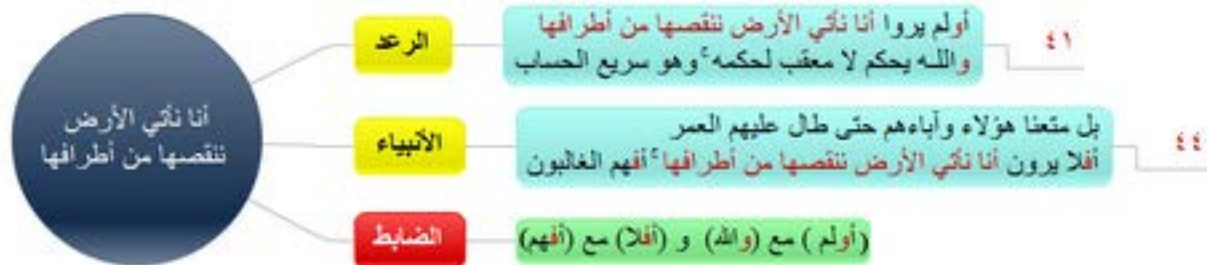 أنا نأتي الأرض
ننقصها من أطرافها
الرعد
أولم يروا أنا نأتي الأرض ننقصها من أطرافها
والله يحكم لا معقب لحكمه ۚ وهو سريع الحساب
٤١
الأنبياء
بل متعنا هؤلاء وآباءهم حتى طال عليهم العمر
أفلا يرون أنا نأتي الأرض ننقصها من أطرافها ۚ أفهم الغالبون
٤٤
الضابط
(أولم ) مع (والله) و (أفلا) مع (أفهم)